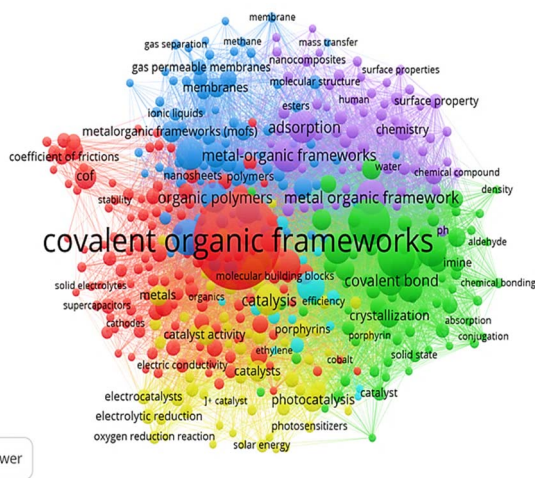 membrane
gas separation
methane
mass transfer
nanocomposites
gas permeable membranes
surface properties
molecular structure
membranes
esters
human
surface property
ionic liquids
adsorption
chemistry
metalorganic frameworks (mofs)
coefficient of frictions
metal-organic frameworks
water
cof
nanosheets
polymers
chemical compound
density
stability
organic polymers
metal organic framework
ph
covalent organic frameworks
aldehyde
imine
molecular building blocks
covalent bond
chemical bonding
solid electrolytes
metals
organics
catalysis
efficiency
supercapacitors
crystallization
absorption
cathodes
catalyst activity
porphyrins
porphyrin
conjugation
ethylene
solid state
electric conductivity
catalysts
cobalt
electrocatalysts
]+ catalyst
photocatalysis
catalyst
electrolytic reduction
photosensitizers
oxygen reduction reaction
solar energy
wer